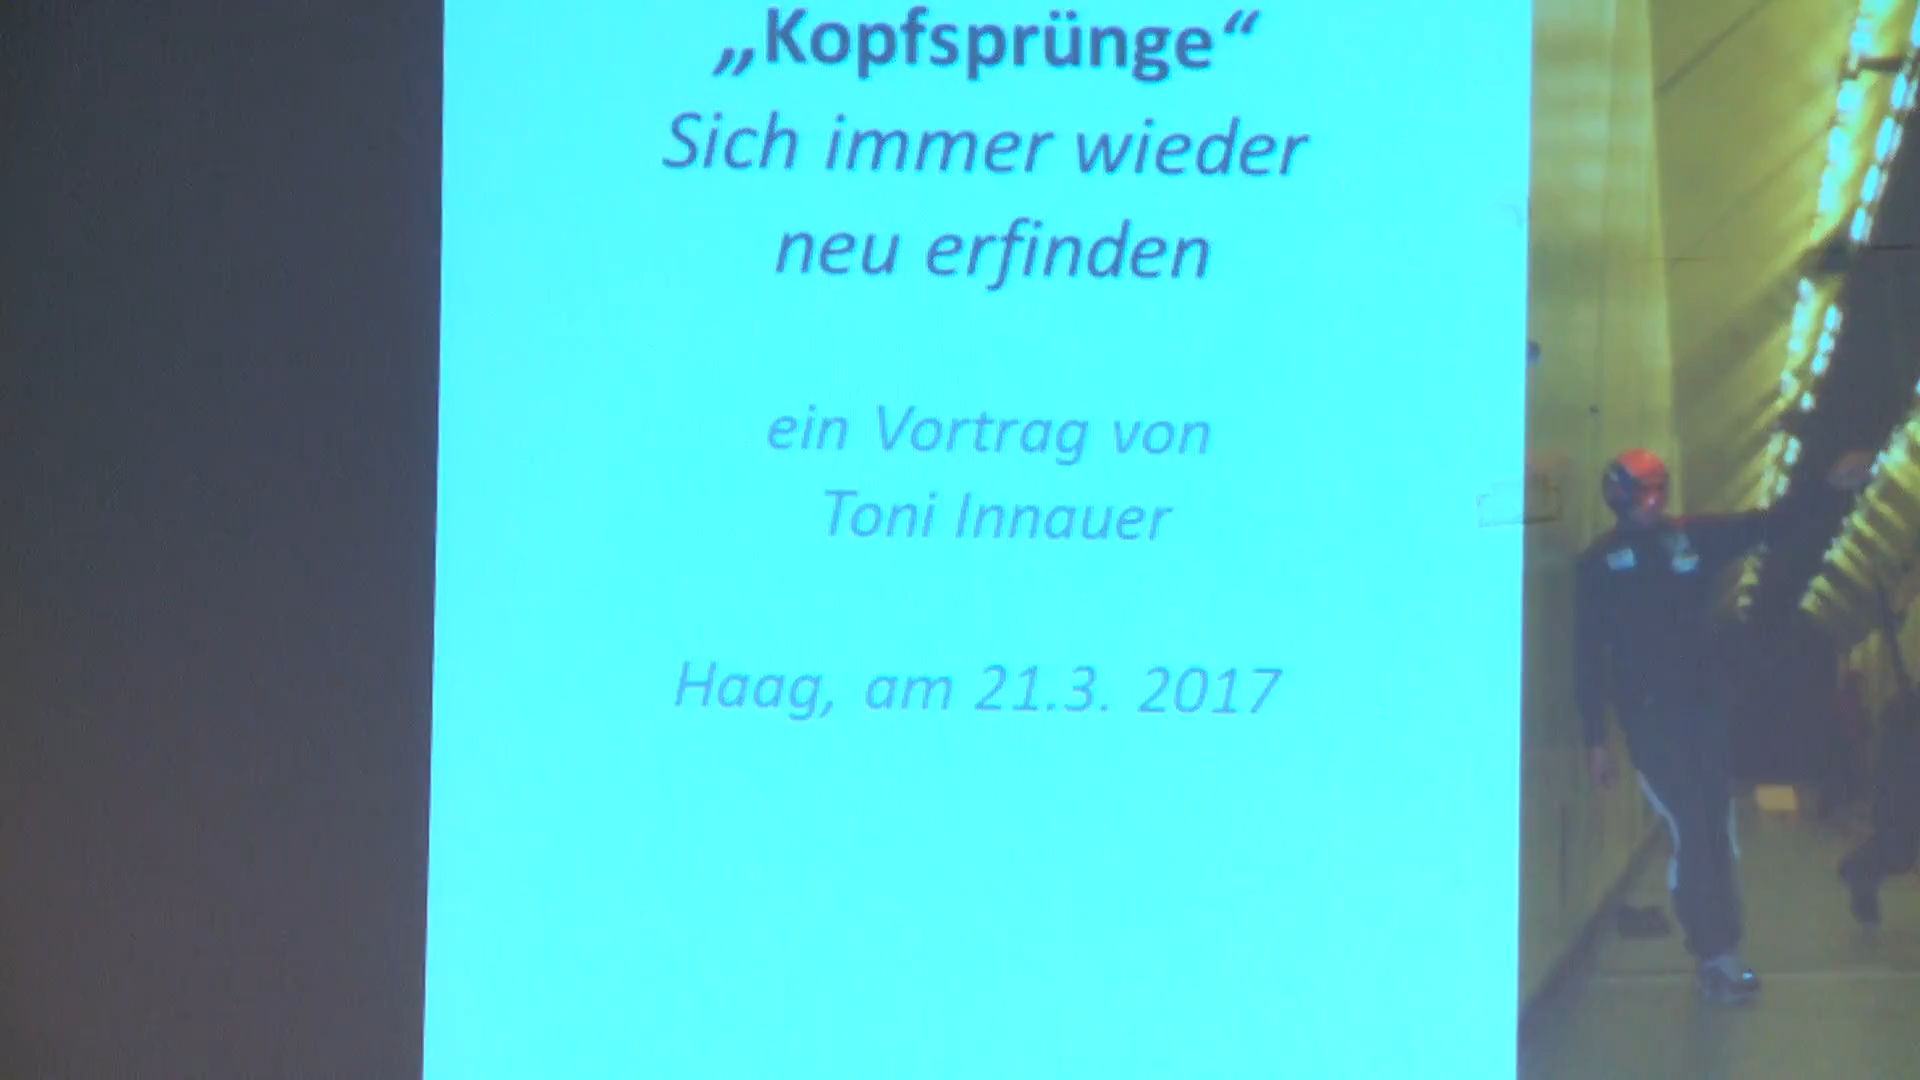 „Kopfsprünge“
Sich immer wieder
neu erfinden
ein Vortrag von
Toni Innauer
Haag, am 21.3. 2017